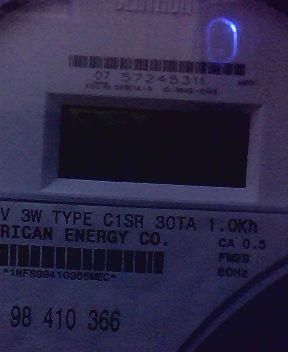 CENTRON
07 57245311
V 3W TYPE C1SR 30TA 1.0Kh
RICAN ENERGY CO.
CA 0.5
FM2S
60Hz
98 410 366